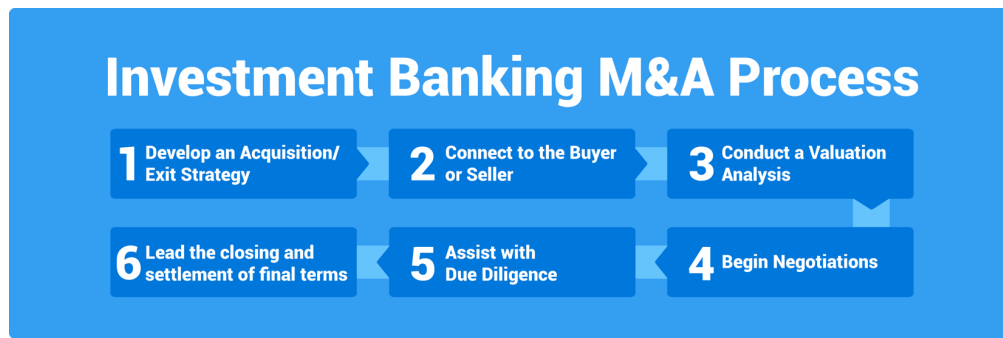 Investment Banking M&A Process
1 Develop an Acquisition/
Exit Strategy
2 Connect to the Buyer
or Seller
3 Conduct a Valuation
Analysis
4 Begin Negotiations
5 Assist with
Due Diligence
6 Lead the closing and
settlement of final terms